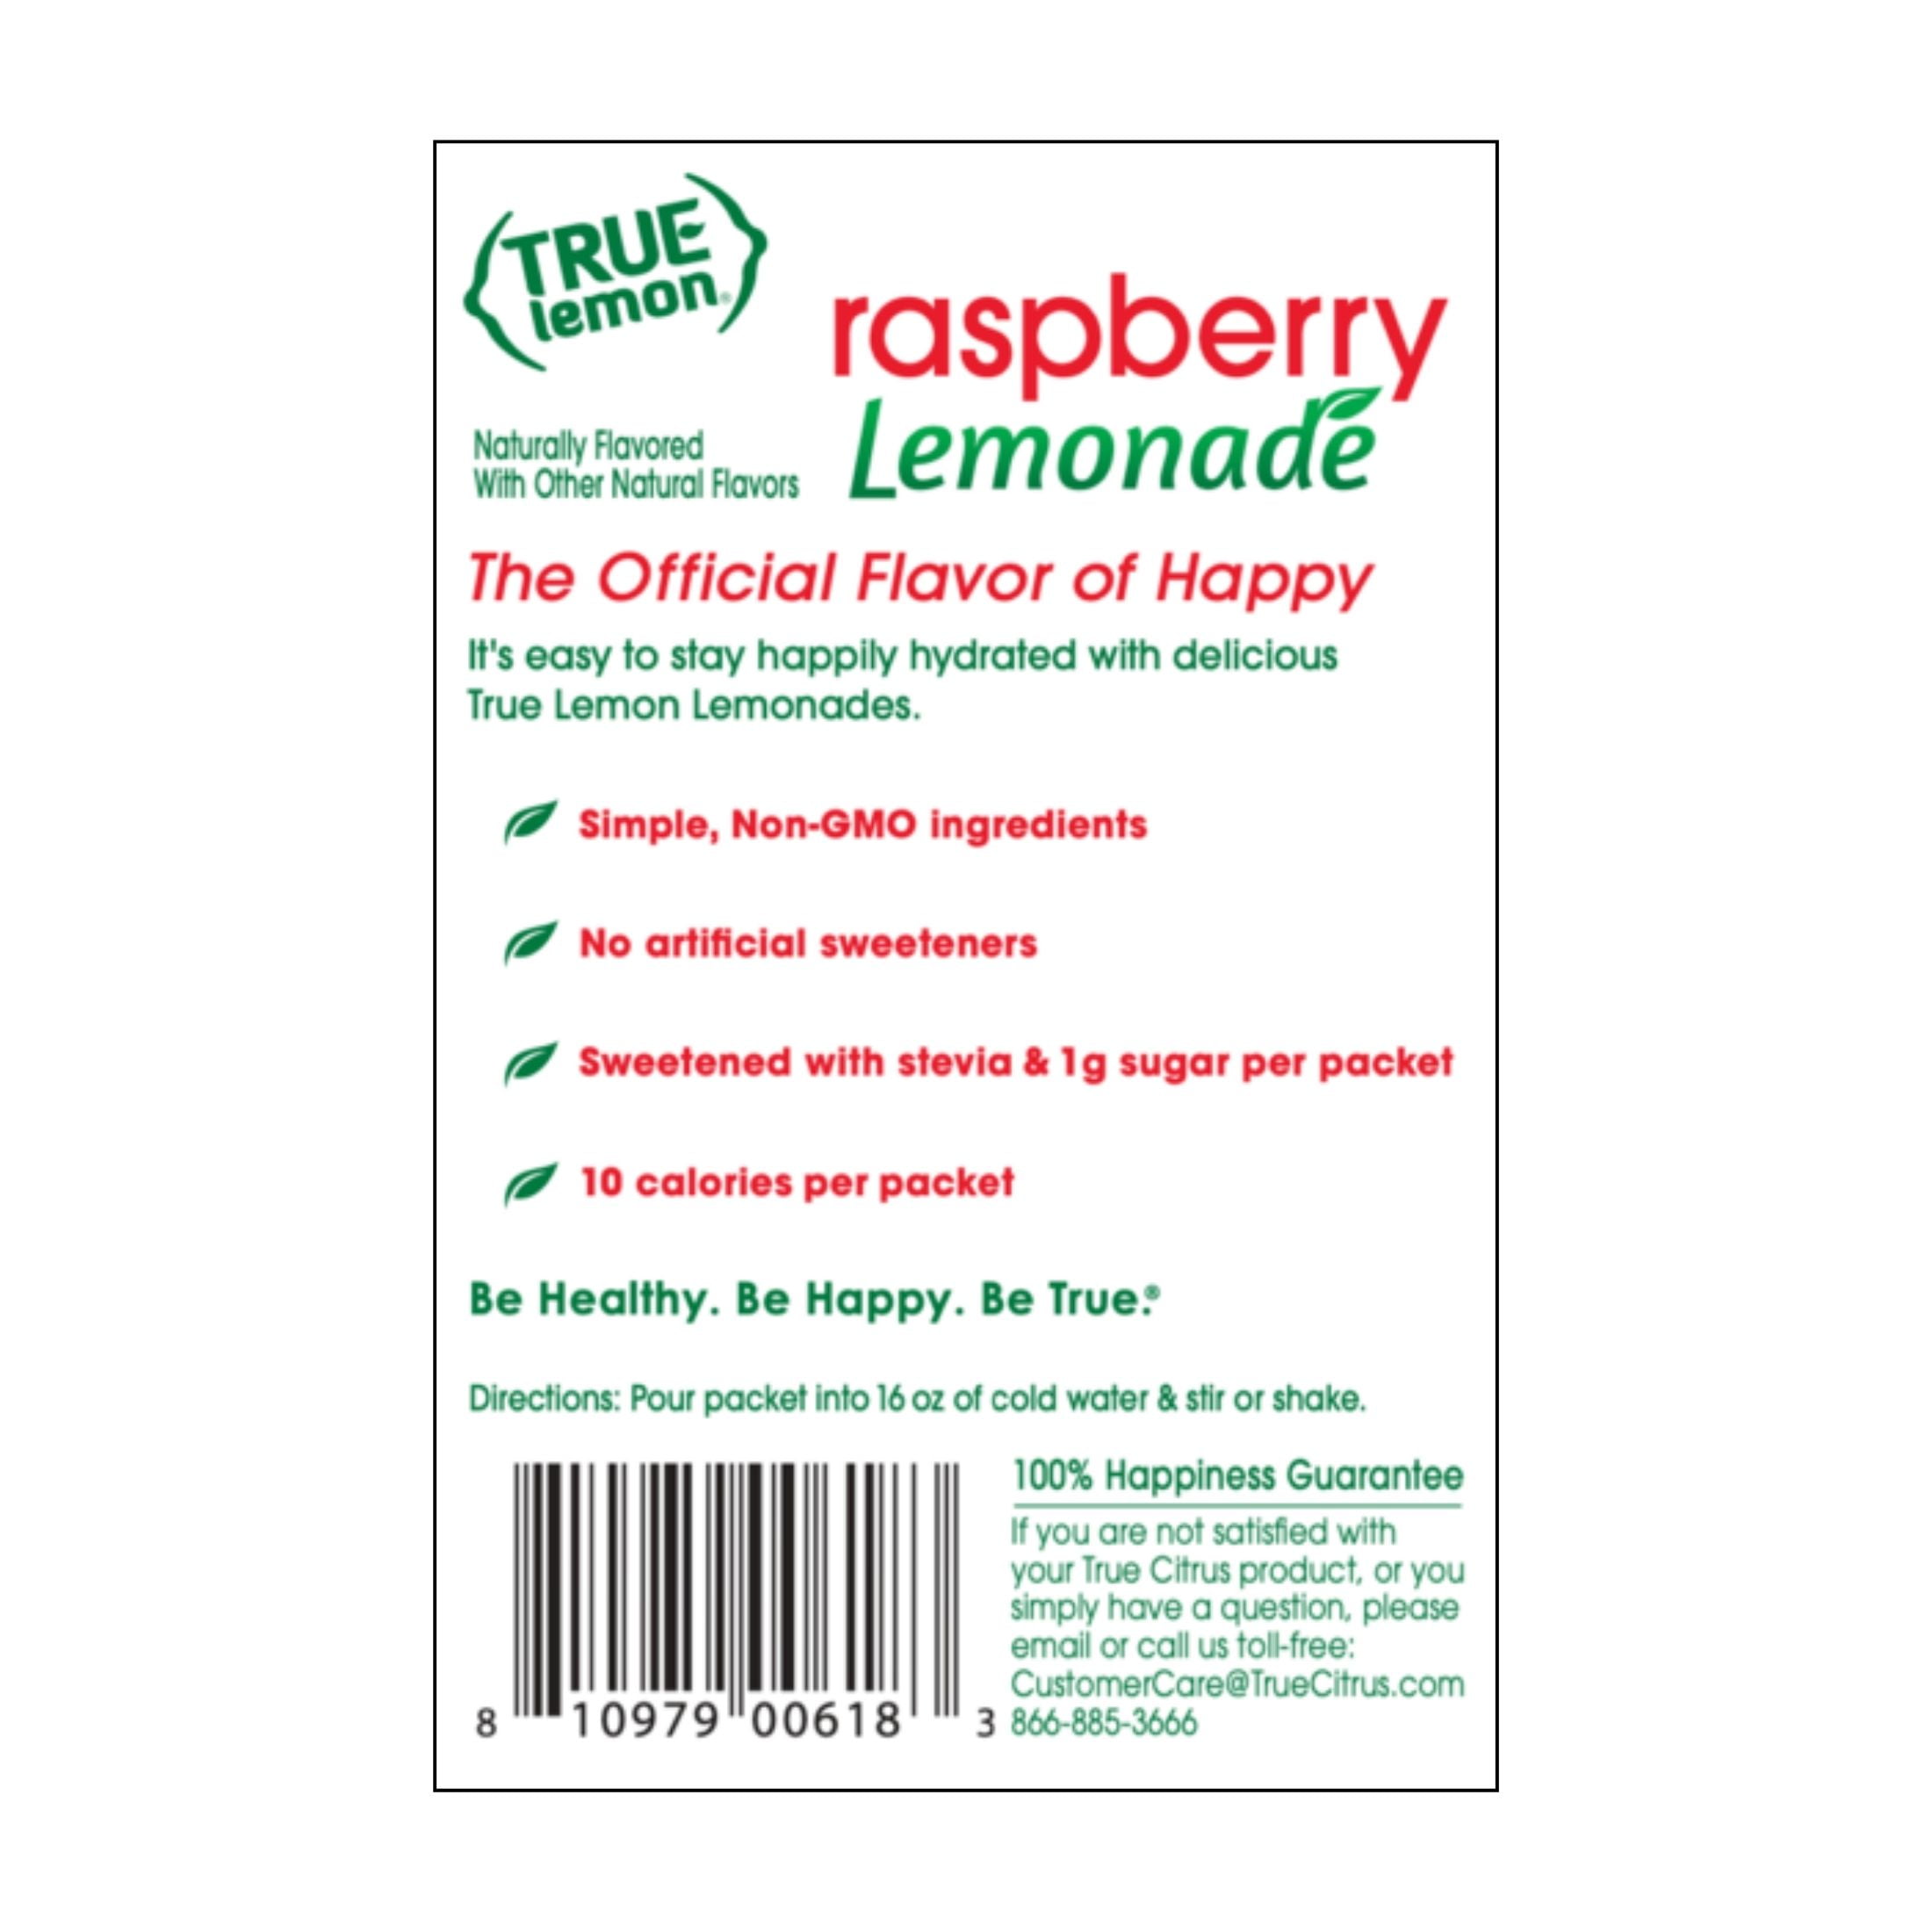 TRUE
lemon®
raspberry
Lemonade
Naturally Flavored
With Other Natural Flavors
The Official Flavor of Happy
It's easy to stay happily hydrated with delicious
True Lemon Lemonades.
Simple, Non-GMO ingredients
No artificial sweeteners
Sweetened with stevia & 1g sugar per packet
10 calories per packet
Be Healthy. Be Happy. Be True.®
Directions: Pour packet into 16 oz of cold water & stir or shake.
8 10979 00618 3
100% Happiness Guarantee
If you are not satisfied with
your True Citrus product, or you
simply have a question, please
email or call us toll-free:
CustomerCare@TrueCitrus.com
866-885-3666